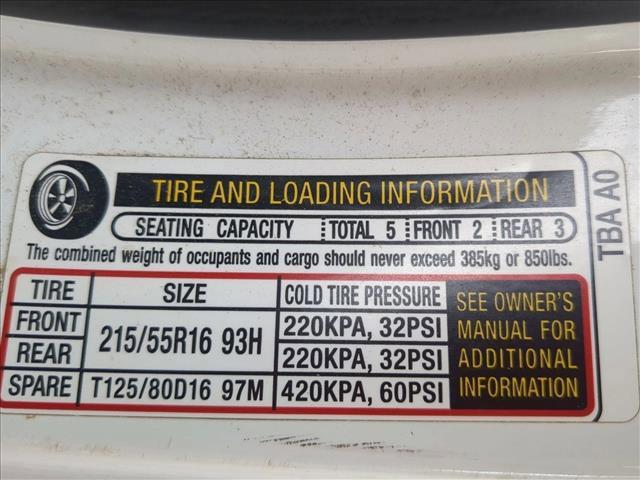 TIRE AND LOADING INFORMATION
SEATING CAPACITY TOTAL 5 FRONT 2 REAR 3
The combined weight of occupants and cargo should never exceed 385kg or 850lbs.
TIRE SIZE COLD TIRE PRESSURE
FRONT 215/55R16 93H 220KPA, 32PSI
REAR 220KPA, 32PSI
SPARE T125/80D16 97M 420KPA, 60PSI
SEE OWNER'S
MANUAL FOR
ADDITIONAL
INFORMATION
TBA A0